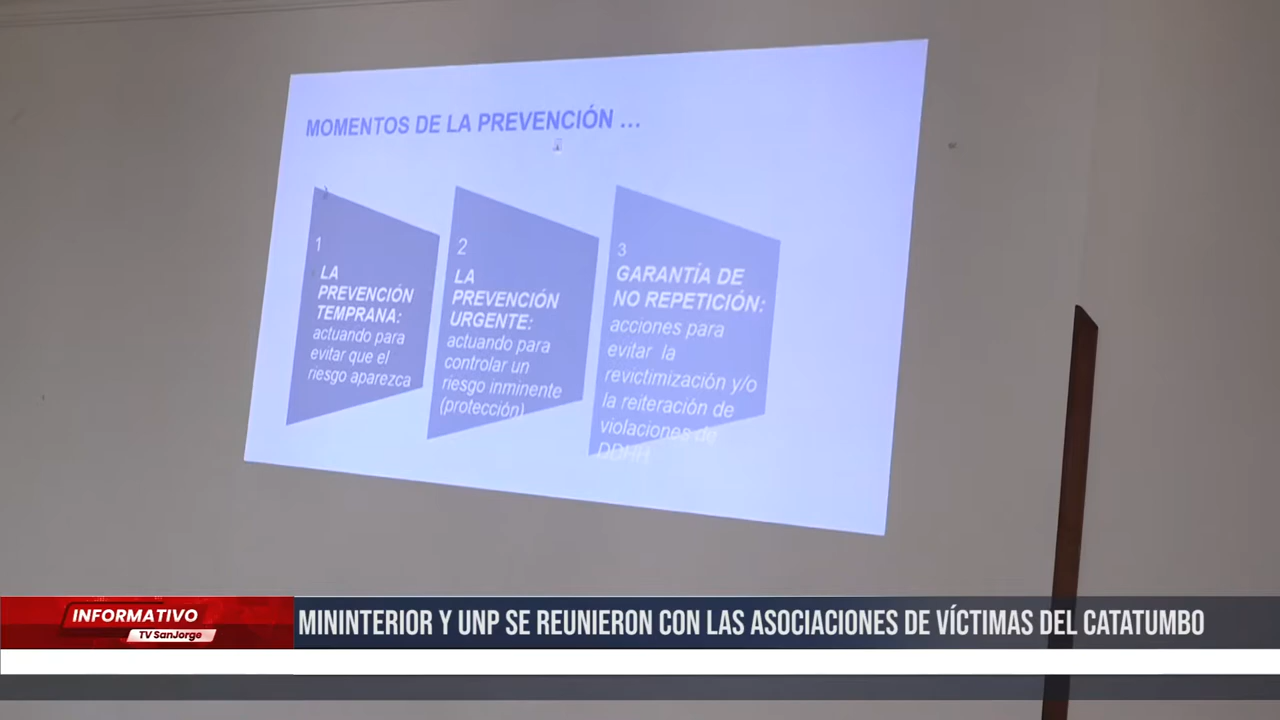 MOMENTOS DE LA PREVENCIÓN ...
1
LA
PREVENCIÓN
TEMPRANA:
actuando para
evitar que el
riesgo aparezca
2
LA
PREVENCIÓN
URGENTE:
actuando para
controlar un
riesgo inminente
(protección)
3
GARANTÍA DE
NO REPETICIÓN:
acciones para
evitar la
revictimización y/o
la reiteración de
violaciones de
DDHH
INFORMATIVO
TV SanJorge
MININTERIOR Y UNP SE REUNIERON CON LAS ASOCIACIONES DE VÍCTIMAS DEL CATATUMBO